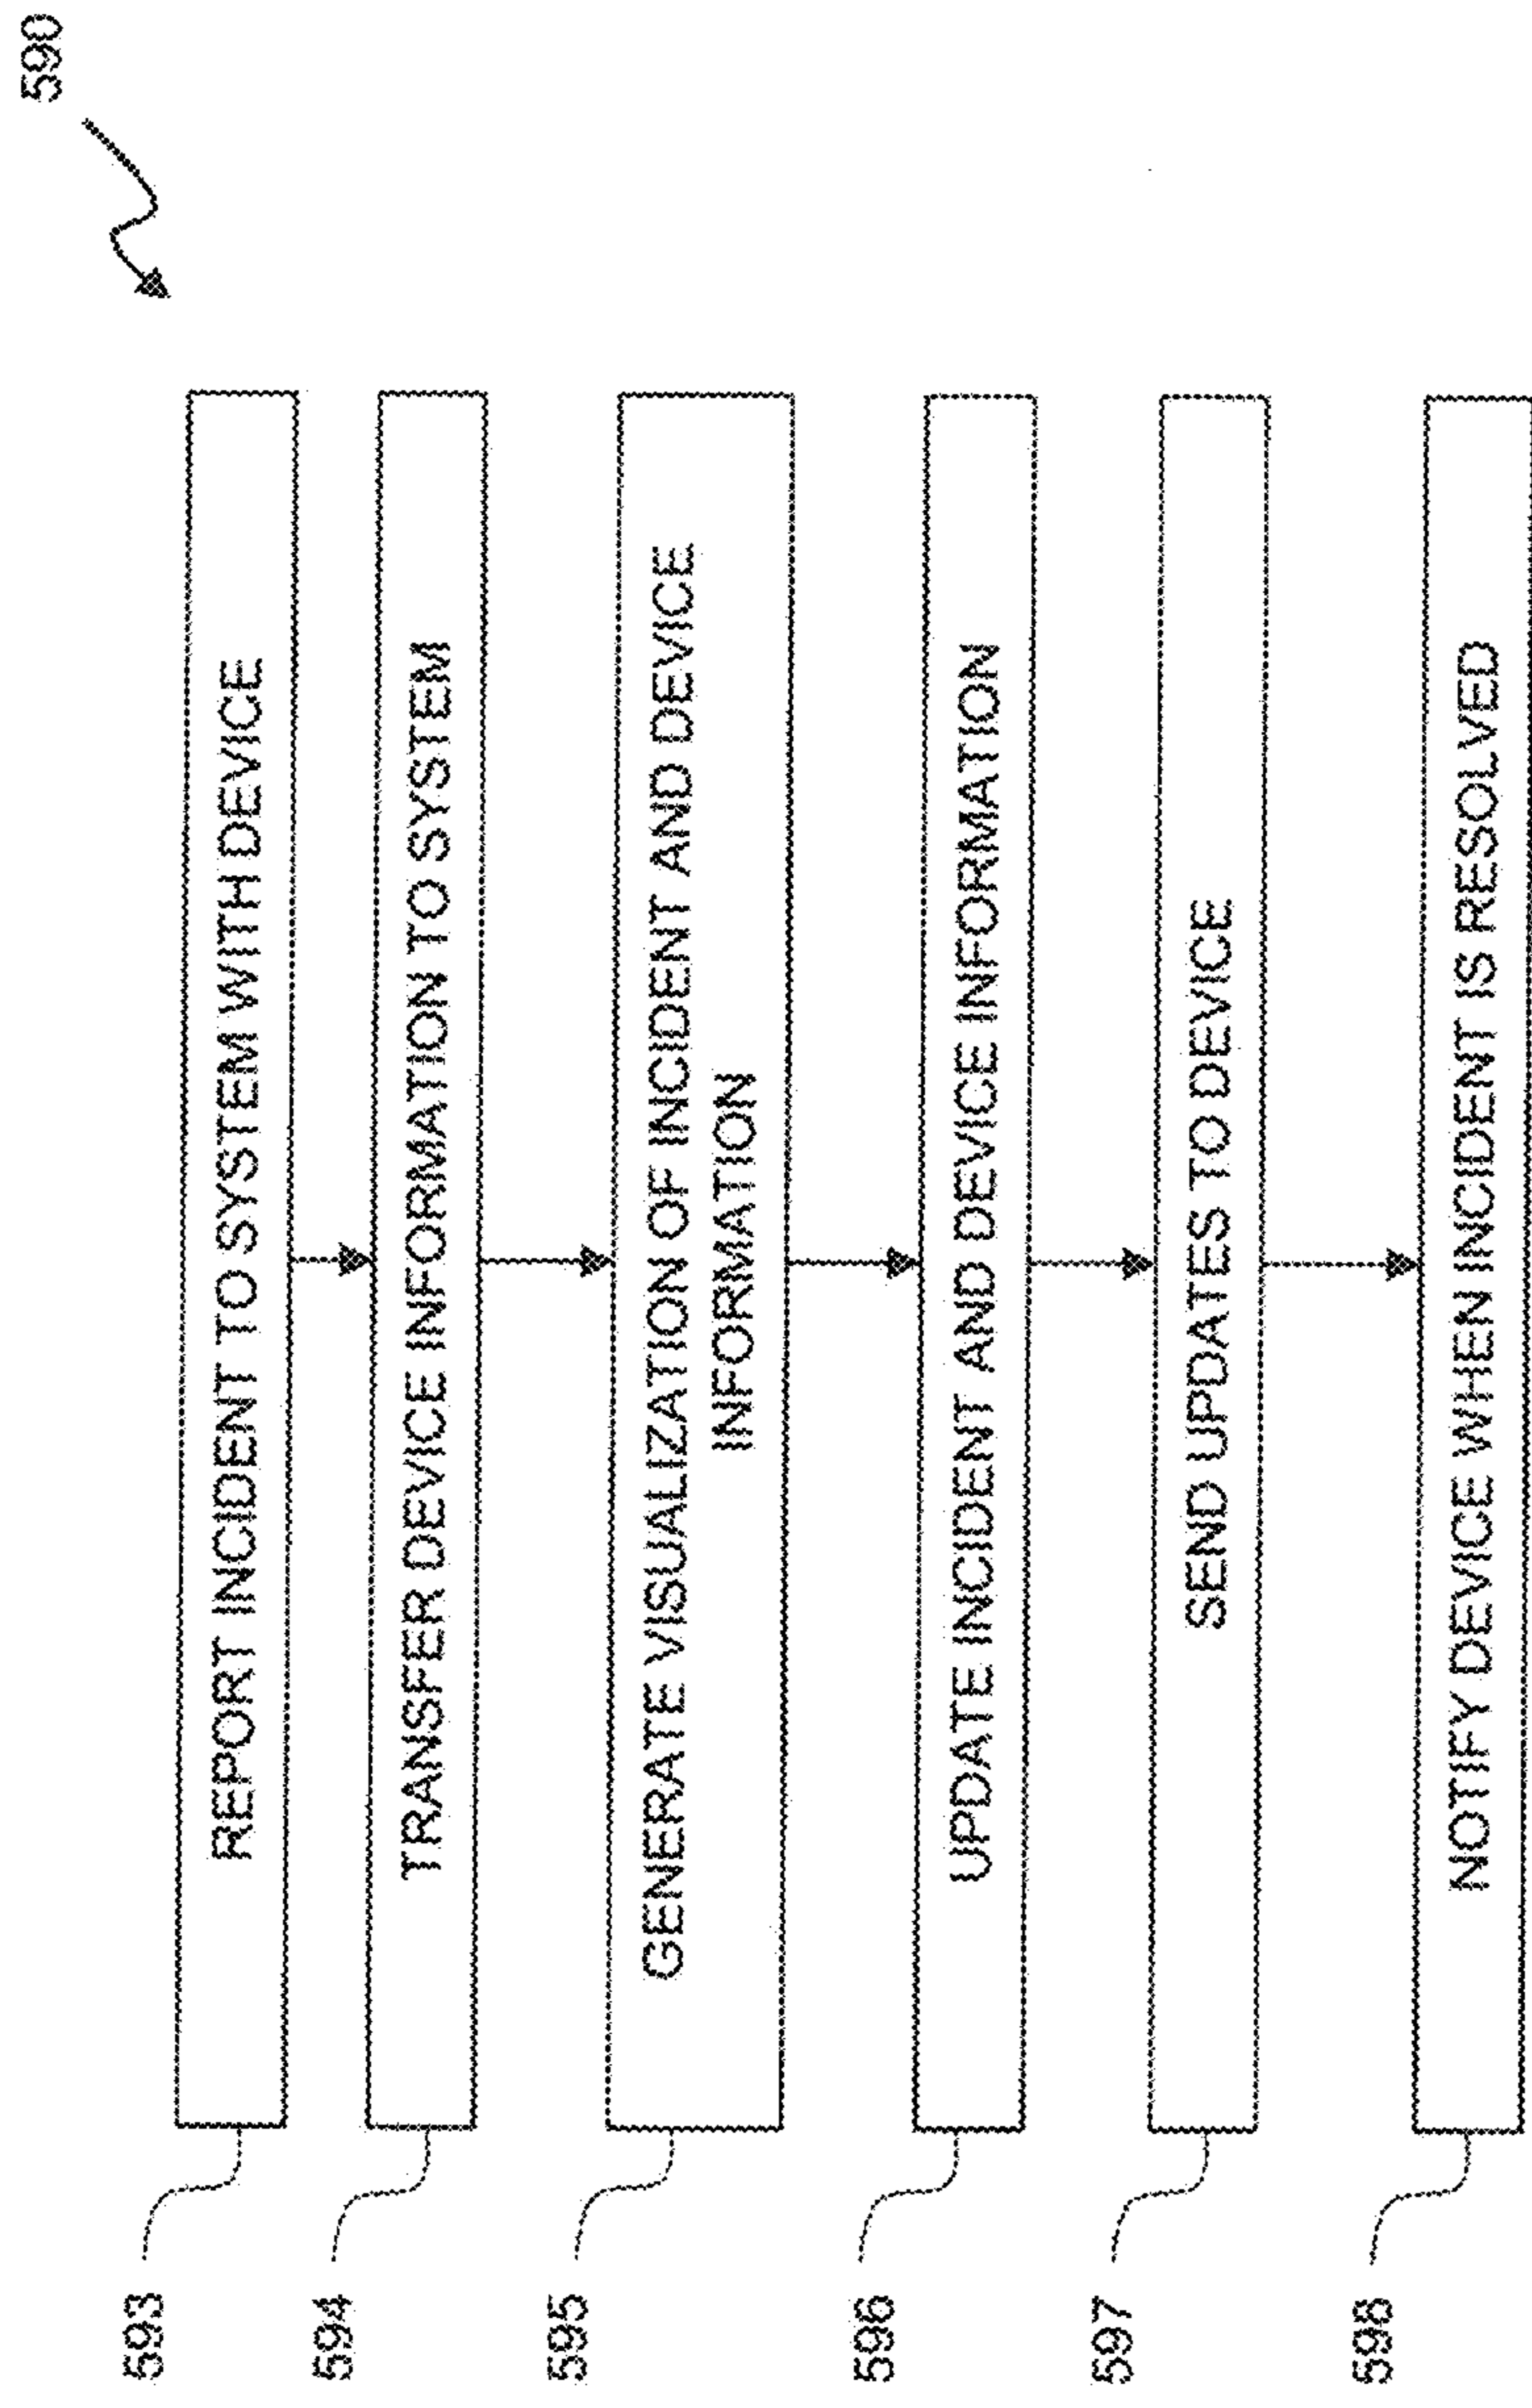 590
593
REPORT INCIDENT TO SYSTEM WITH DEVICE
594
TRANSFER DEVICE INFORMATION TO SYSTEM
595
GENERATE VISUALIZATION OF INCIDENT AND DEVICE
INFORMATION
596
UPDATE INCIDENT AND DEVICE INFORMATION
597
SEND UPDATES TO DEVICE
598
NOTIFY DEVICE WHEN INCIDENT IS RESOLVED